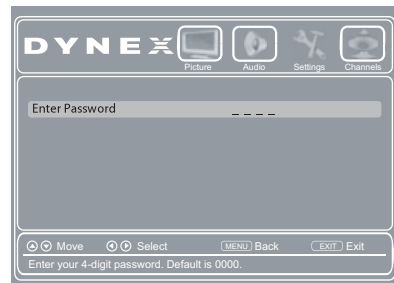 DYNEX
Picture Audio Settings Channels
Enter Password _ _ _ _
Move Select MENU Back EXIT Exit
Enter your 4-digit password. Default is 0000.